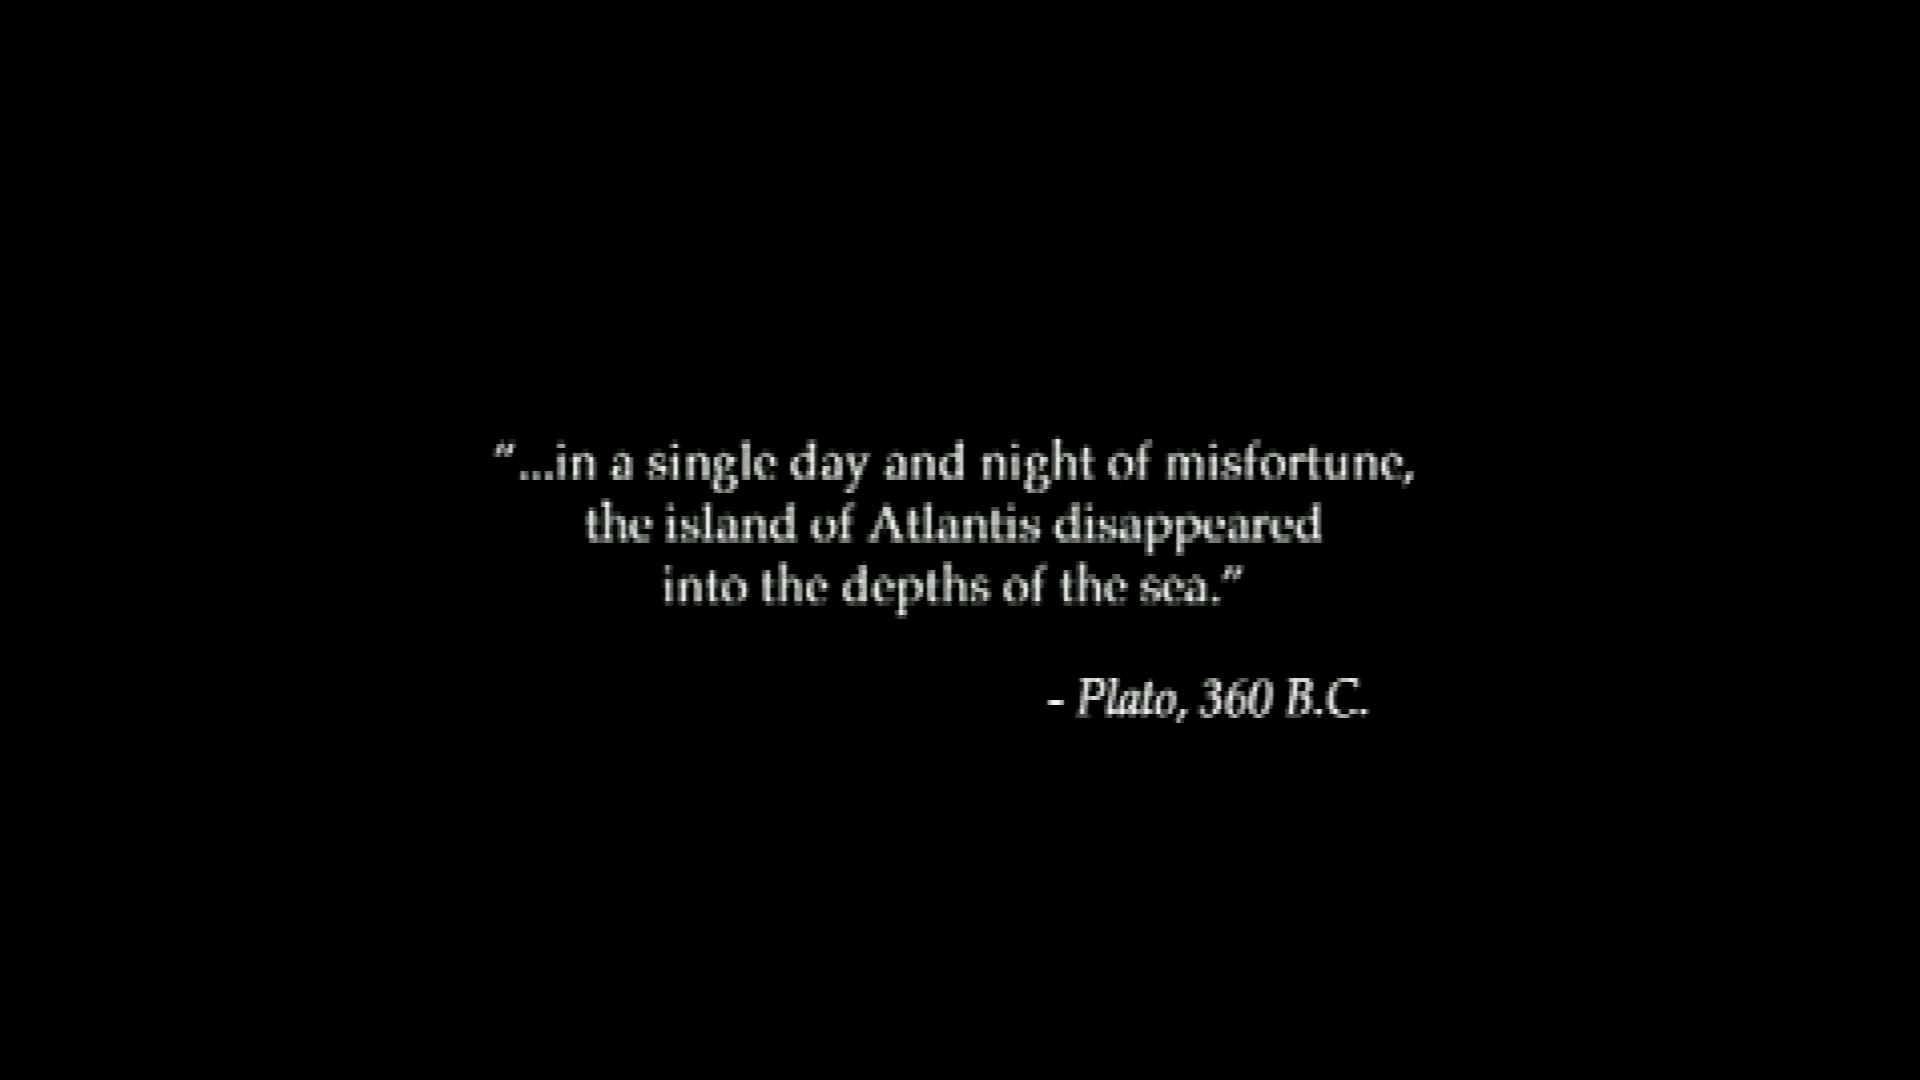 “...in a single day and night of misfortune,
the island of Atlantis disappeared
into the depths of the sea.”
- Plato, 360 B.C.